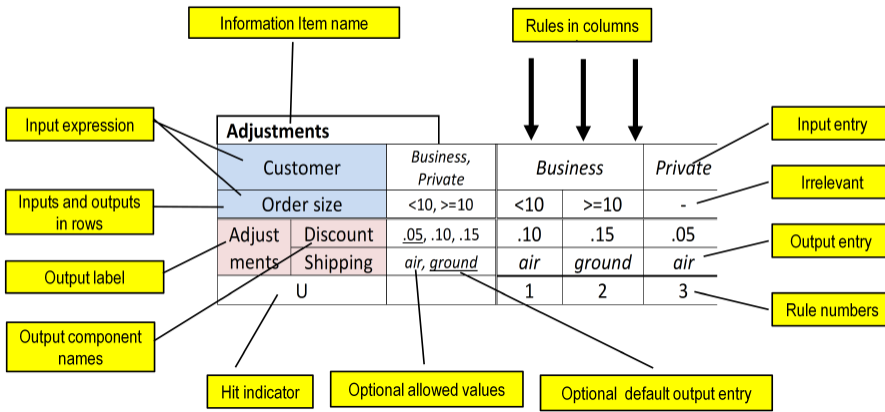 Information Item name
Rules in columns
Input expression
Adjustments
Input entry
Customer
Business,
Private
Business
Private
Irrelevant
Inputs and outputs
in rows
Order size
<10, >=10
<10
>=10
-
Adjust
ments
Discount
.05, .10, .15
.10
.15
.05
Output entry
Shipping
air, ground
air
ground
air
Output label
U
1
2
3
Rule numbers
Output component
names
Hit indicator
Optional allowed values
Optional default output entry